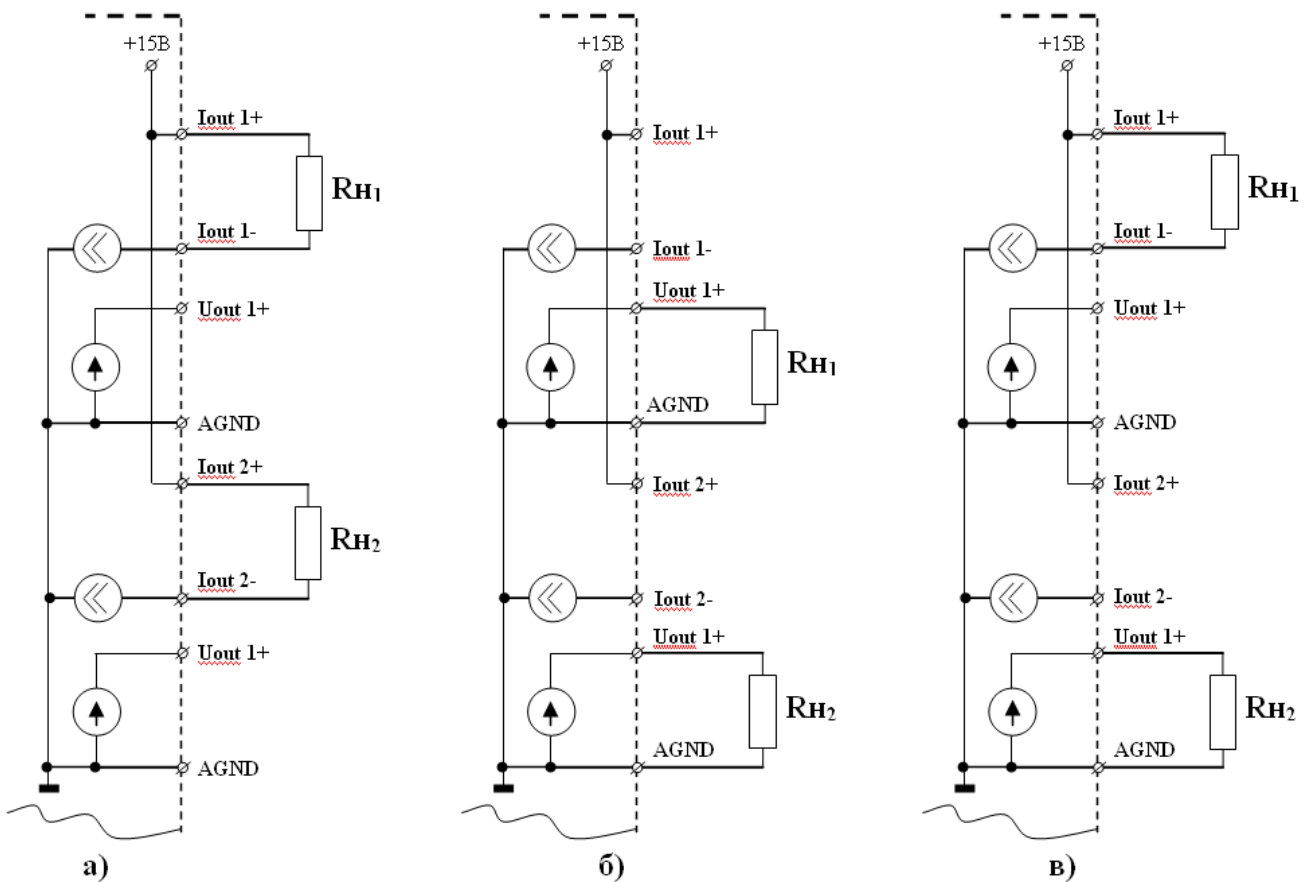 +15В
Iout 1+
Rн1
Iout 1-
Uout 1+
AGND
Iout 2+
Rн2
Iout 2-
Uout 1+
AGND
а)
+15В
Iout 1+
Iout 1-
Uout 1+
Rн1
AGND
Iout 2+
Iout 2-
Uout 1+
Rн2
AGND
б)
+15В
Iout 1+
Rн1
Iout 1-
Uout 1+
AGND
Iout 2+
Iout 2-
Uout 1+
Rн2
AGND
в)